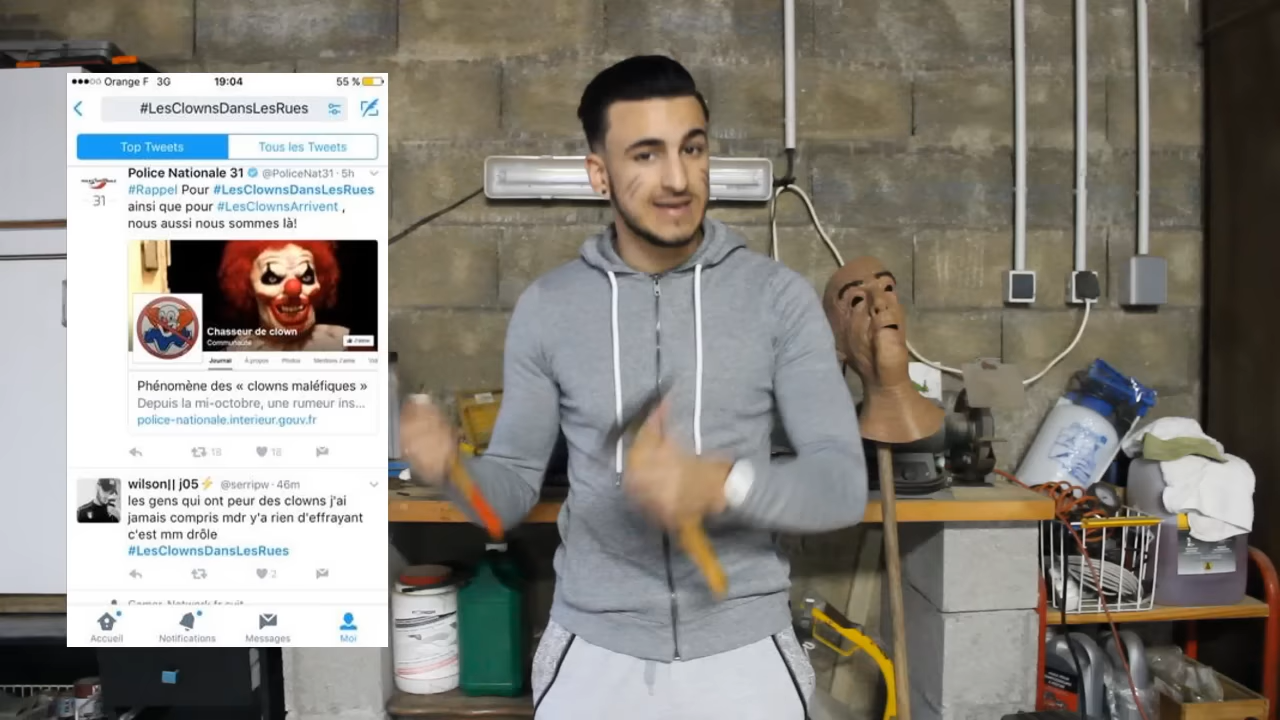 Orange F 3G 19:04 55 %
#LesClownsDansLesRues
Top Tweets Tous les Tweets
Police Nationale 31 @PoliceNat31 · 5h
#Rappel Pour #LesClownsDansLesRues
ainsi que pour #LesClownsArrivent ,
nous aussi nous sommes là!
31
Chasseur de clown
Communauté
J'aime
Journal À propos Photos Mentions J'aime
Phénomène des « clowns maléfiques »
Depuis la mi-octobre, une rumeur ins...
police-nationale.interieur.gouv.fr
18 18
wilson|| j05⚡ @serripw · 46m
les gens qui ont peur des clowns j'ai
jamais compris mdr y'a rien d'effrayant
c'est mm drôle
#LesClownsDansLesRues
2
Accueil Notifications Messages Moi